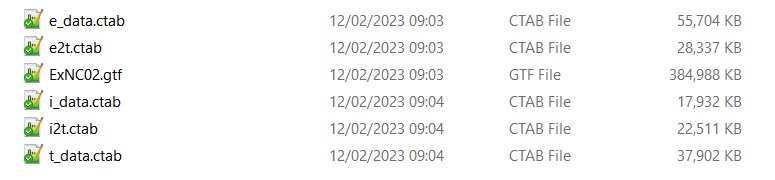 e_data.ctab 12/02/2023 09:03 CTAB File 55,704 KB
e2t.ctab 12/02/2023 09:03 CTAB File 28,337 KB
ExNC02.gtf 12/02/2023 09:03 GTF File 384,988 KB
i_data.ctab 12/02/2023 09:04 CTAB File 17,932 KB
i2t.ctab 12/02/2023 09:04 CTAB File 22,511 KB
t_data.ctab 12/02/2023 09:04 CTAB File 37,902 KB